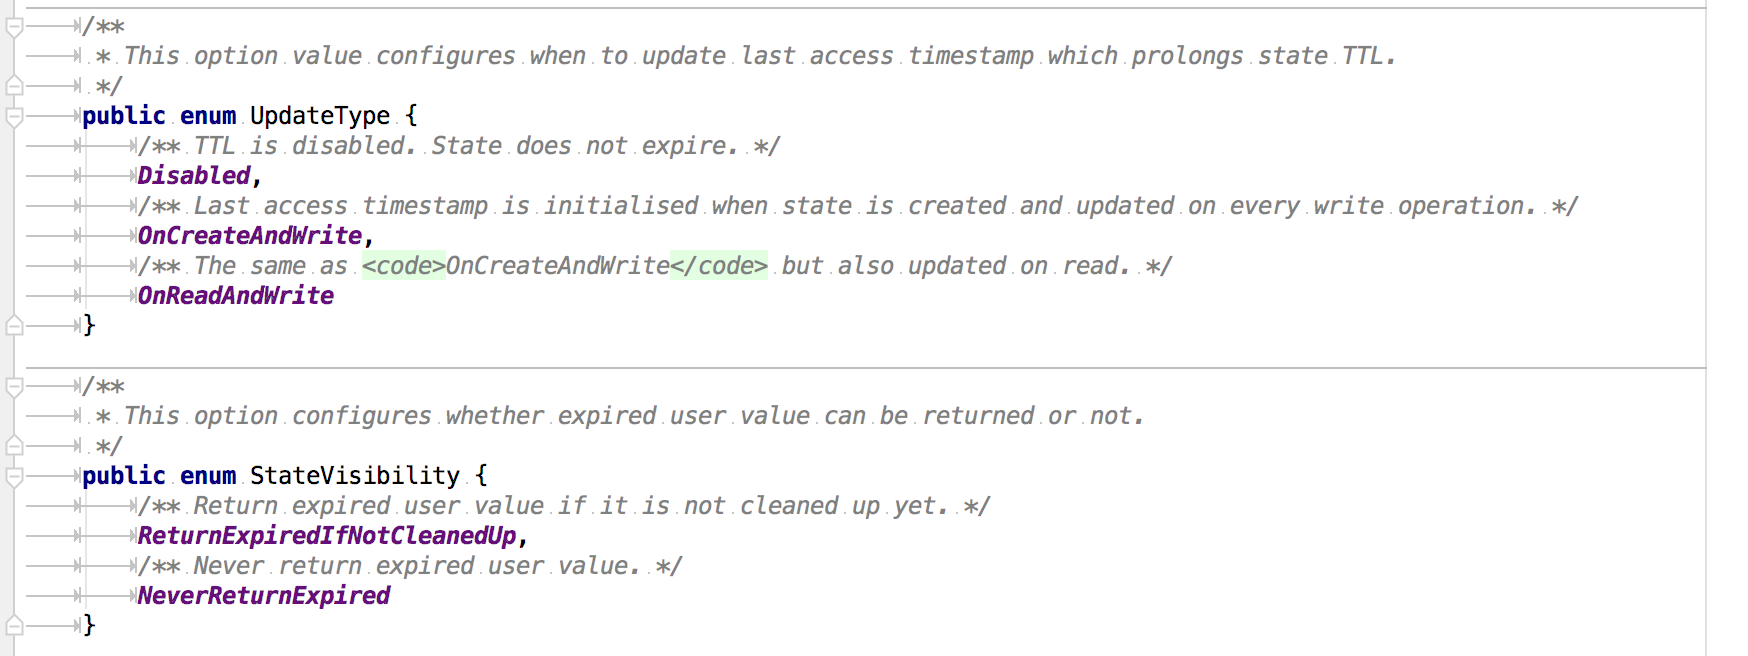 /**
 * This option value configures when to update last access timestamp which prolongs state TTL.
 */
public enum UpdateType {
/** TTL is disabled. State does not expire. */
Disabled,
/** Last access timestamp is initialised when state is created and updated on every write operation. */
OnCreateAndWrite,
/** The same as <code>OnCreateAndWrite</code> but also updated on read. */
OnReadAndWrite
}
/**
 * This option configures whether expired user value can be returned or not.
 */
public enum StateVisibility {
/** Return expired user value if it is not cleaned up yet. */
ReturnExpiredIfNotCleanedUp,
/** Never return expired user value. */
NeverReturnExpired
}